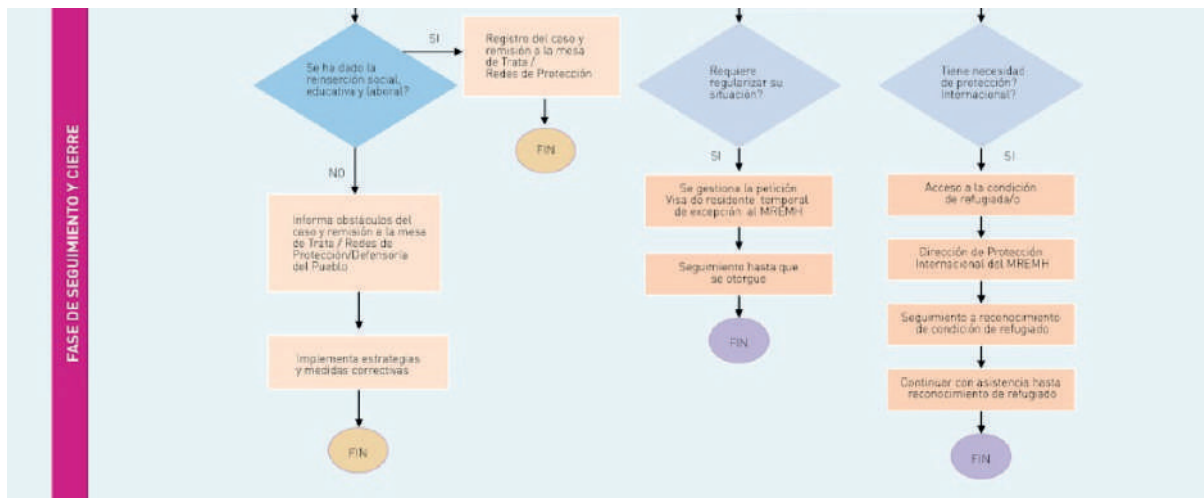 FASE DE SEGUIMIENTO Y CIERRE
Se ha dado la
reinserción social,
educativa y laboral?
SI
Registro del caso y
remisión a la mesa
de Trata /
Redes de Protección
FIN
NO
Informa obstáculos del
caso y remisión a la mesa
de Trata / Redes de
Protección/Defensoría
del Pueblo
Implementa estrategias
y medidas correctivas
FIN
Requiere
regularizar su
situación?
SI
Se gestiona la petición
Visa de residente temporal
de excepción al MREMH
Seguimiento hasta que
se otorgue
FIN
Tiene necesidad
de protección?
Internacional?
SI
Acceso a la condición
de refugiada/o
Dirección de Protección
Internacional del MREMH
Seguimiento a reconocimiento
de condición de refugiado
Continuar con asistencia hasta
reconocimiento de refugiado
FIN